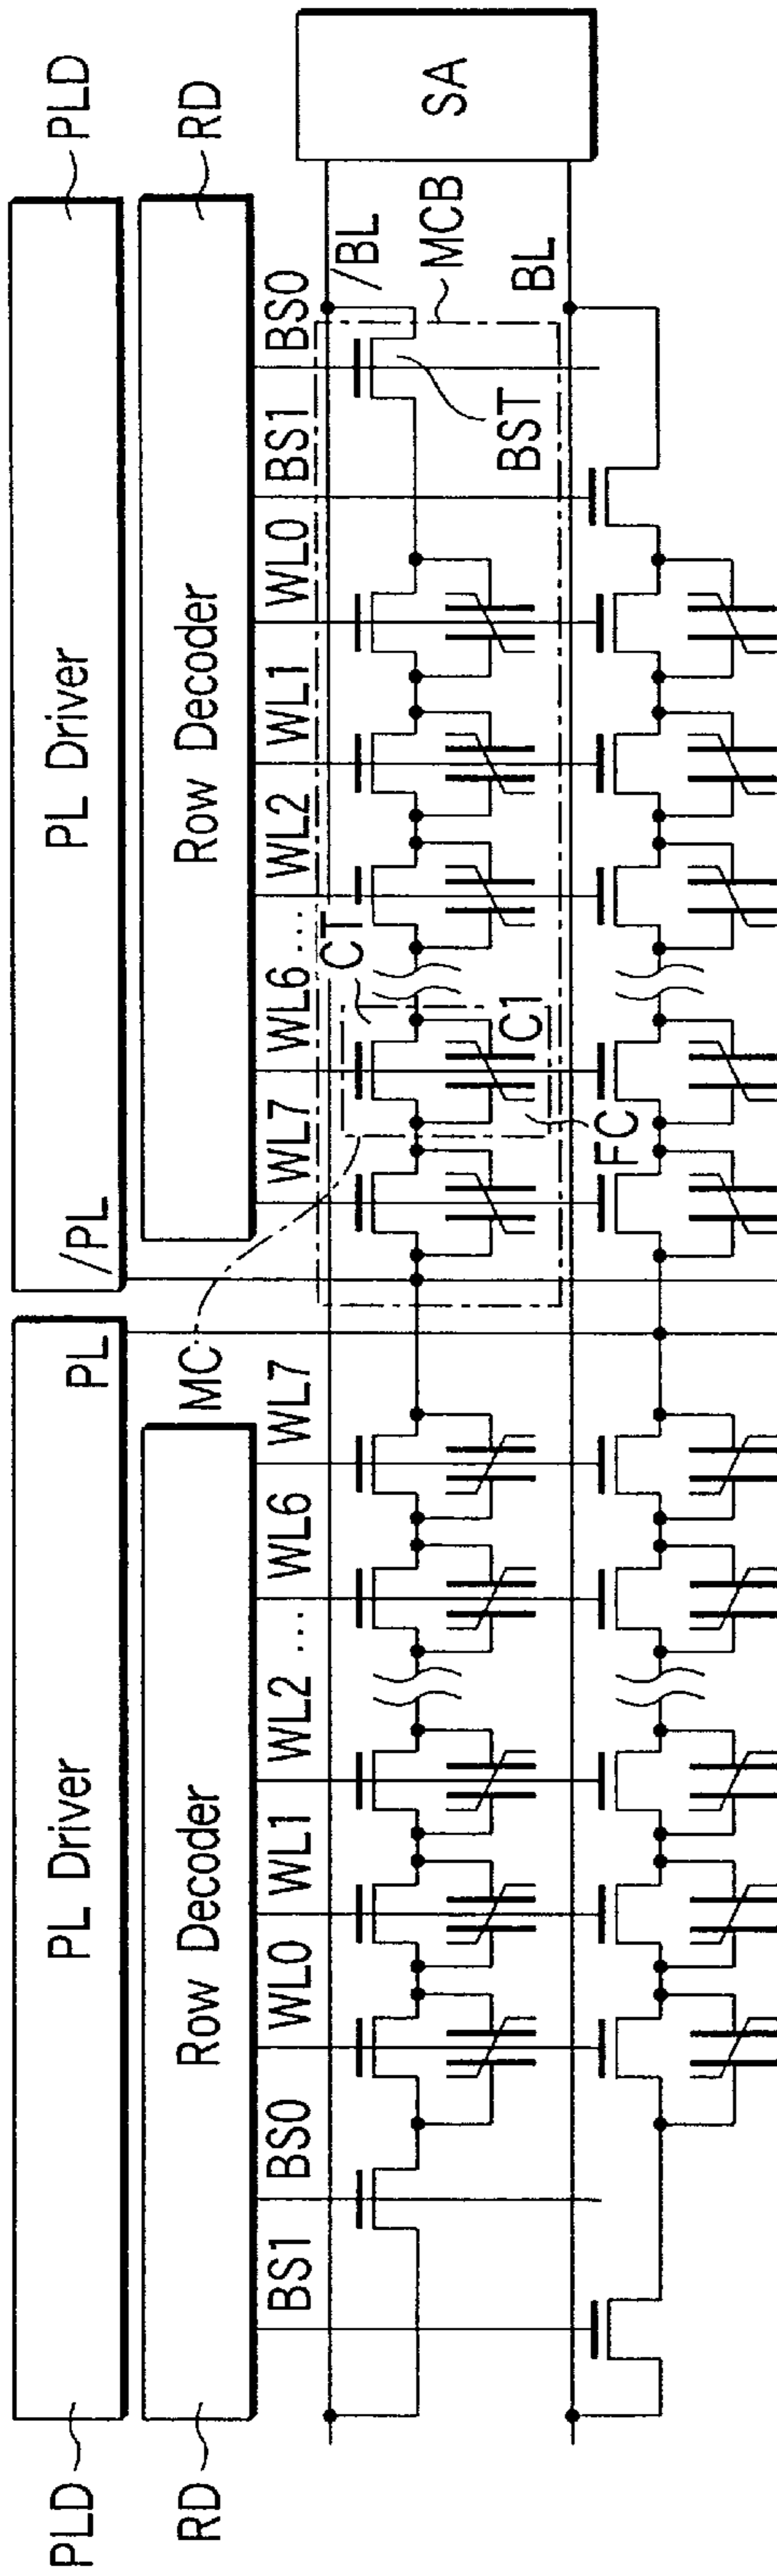 PLD
PL Driver
PL
/PL
PL Driver
PLD
RD
Row Decoder
Row Decoder
RD
BS1
BS0
WL0
WL1
WL2
...
WL6
WL7
MC
WL7
WL6
...
WL2
WL1
WL0
BS1
BS0
CT
/BL
C1
MCB
SA
BST
FC
BL